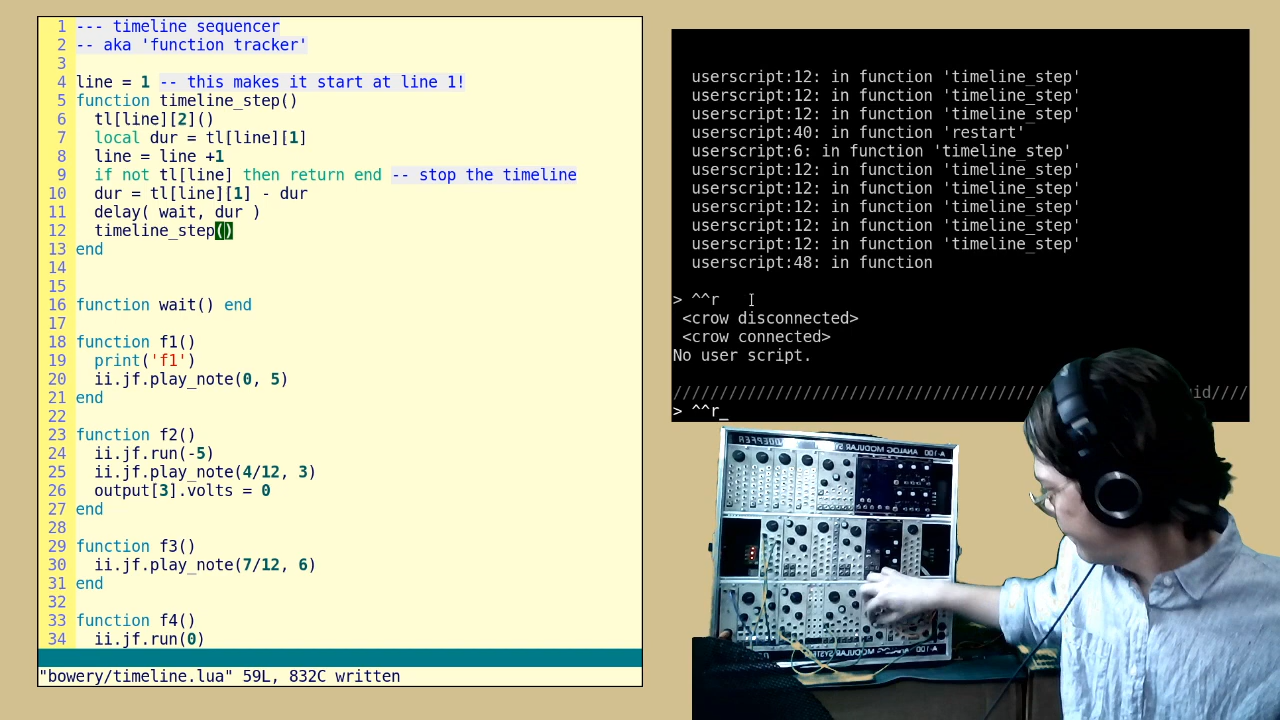 1 --- timeline sequencer
2 -- aka 'function tracker'
3
4 line = 1 -- this makes it start at line 1!
5 function timeline_step()
6   tl[line][2]()
7   local dur = tl[line][1]
8   line = line +1
9   if not tl[line] then return end -- stop the timeline
10   dur = tl[line][1] - dur
11   delay( wait, dur )
12   timeline_step()
13 end
14
15
16 function wait() end
17
18 function f1()
19   print('f1')
20   ii.jf.play_note(0, 5)
21 end
22
23 function f2()
24   ii.jf.run(-5)
25   ii.jf.play_note(4/12, 3)
26   output[3].volts = 0
27 end
28
29 function f3()
30   ii.jf.play_note(7/12, 6)
31 end
32
33 function f4()
34   ii.jf.run(0)
"bowery/timeline.lua" 59L, 832C written
userscript:12: in function 'timeline_step'
userscript:12: in function 'timeline_step'
userscript:12: in function 'timeline_step'
userscript:40: in function 'restart'
userscript:6: in function 'timeline_step'
userscript:12: in function 'timeline_step'
userscript:12: in function 'timeline_step'
userscript:12: in function 'timeline_step'
userscript:12: in function 'timeline_step'
userscript:12: in function 'timeline_step'
userscript:48: in function
> ^^r
<crow disconnected>
<crow connected>
No user script.
//////////////////////////////////////// id////
> ^^r_
DOEPFER ANALOG MODULAR SYSTEM A-100